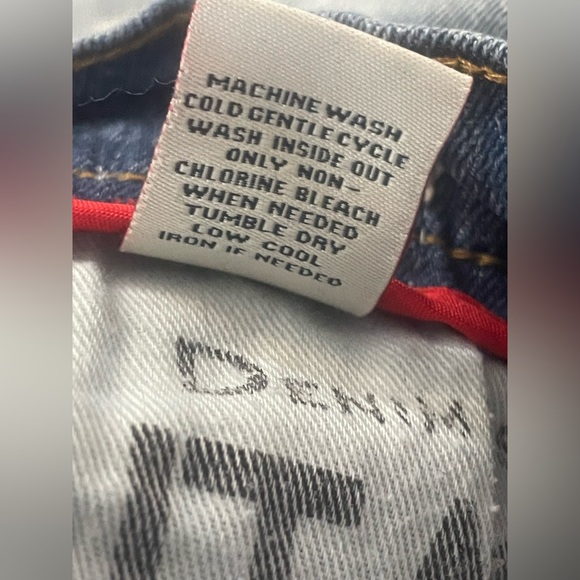 MACHINE WASH
COLD GENTLE CYCLE
WASH INSIDE OUT
ONLY NON-
CHLORINE BLEACH
WHEN NEEDED
TUMBLE DRY
LOW COOL
IRON IF NEEDED
DENIM